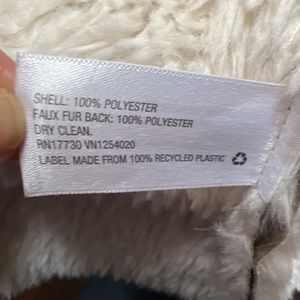 SHELL: 100% POLYESTER
FAUX FUR BACK: 100% POLYESTER
DRY CLEAN.
RN17730 VN1254020
LABEL MADE FROM 100% RECYCLED PLASTIC